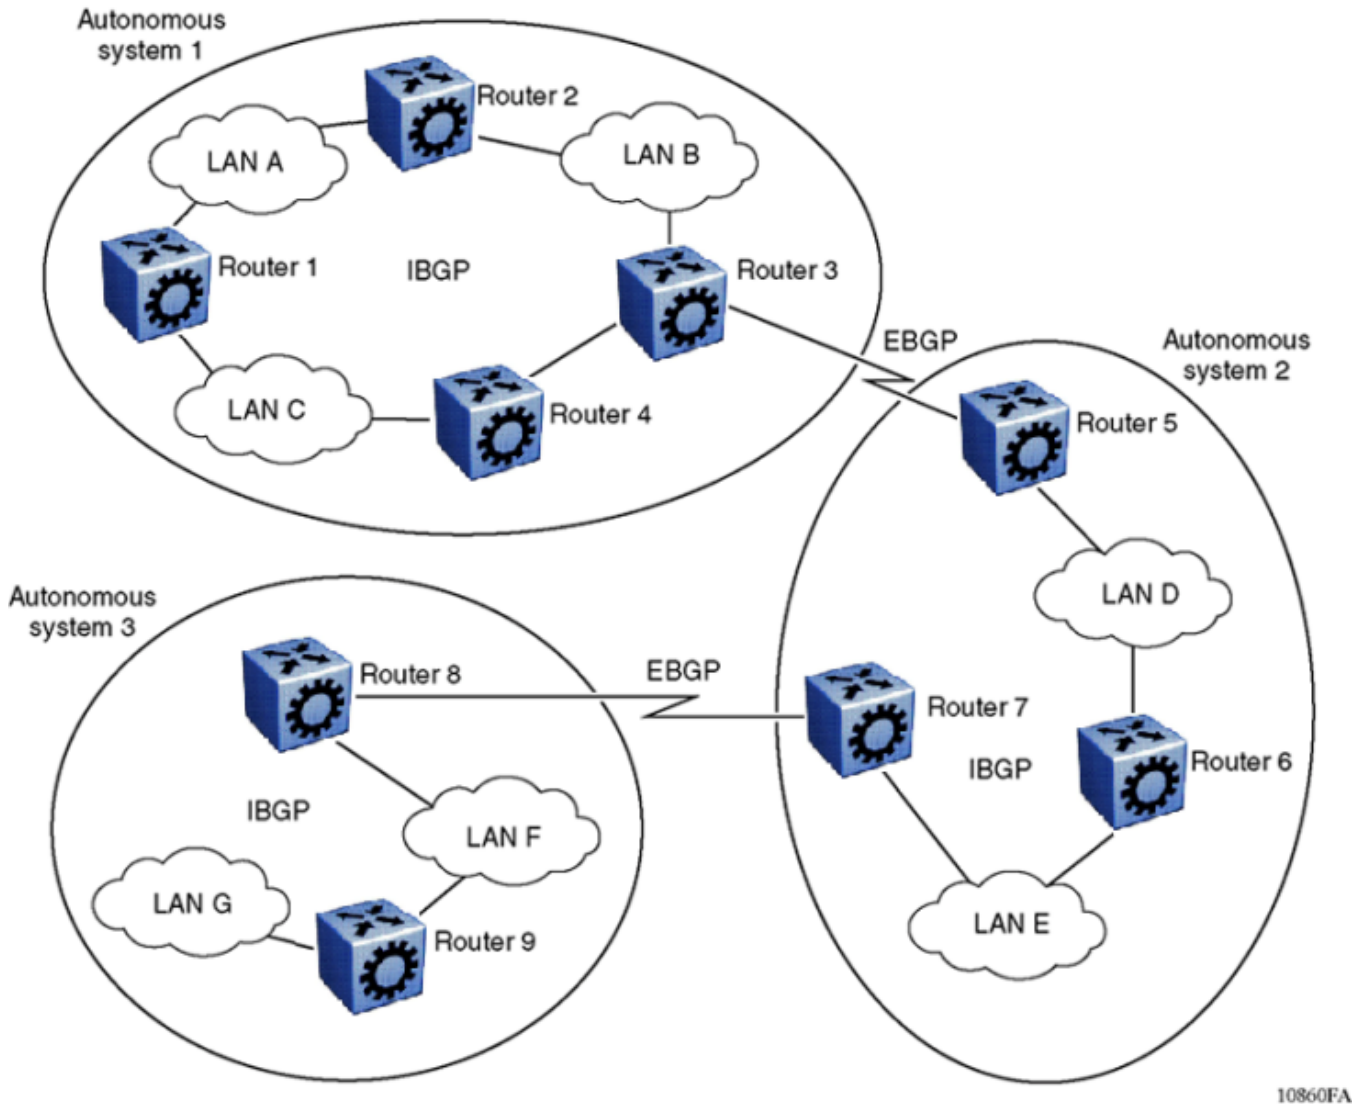 Autonomous
system 1
Router 2
LAN A
LAN B
Router 1
IBGP
Router 3
EBGP
Autonomous
system 2
LAN C
Router 4
Router 5
Autonomous
system 3
LAN D
Router 8
EBGP
Router 7
IBGP
Router 6
IBGP
LAN F
LAN G
Router 9
LAN E
10860FA